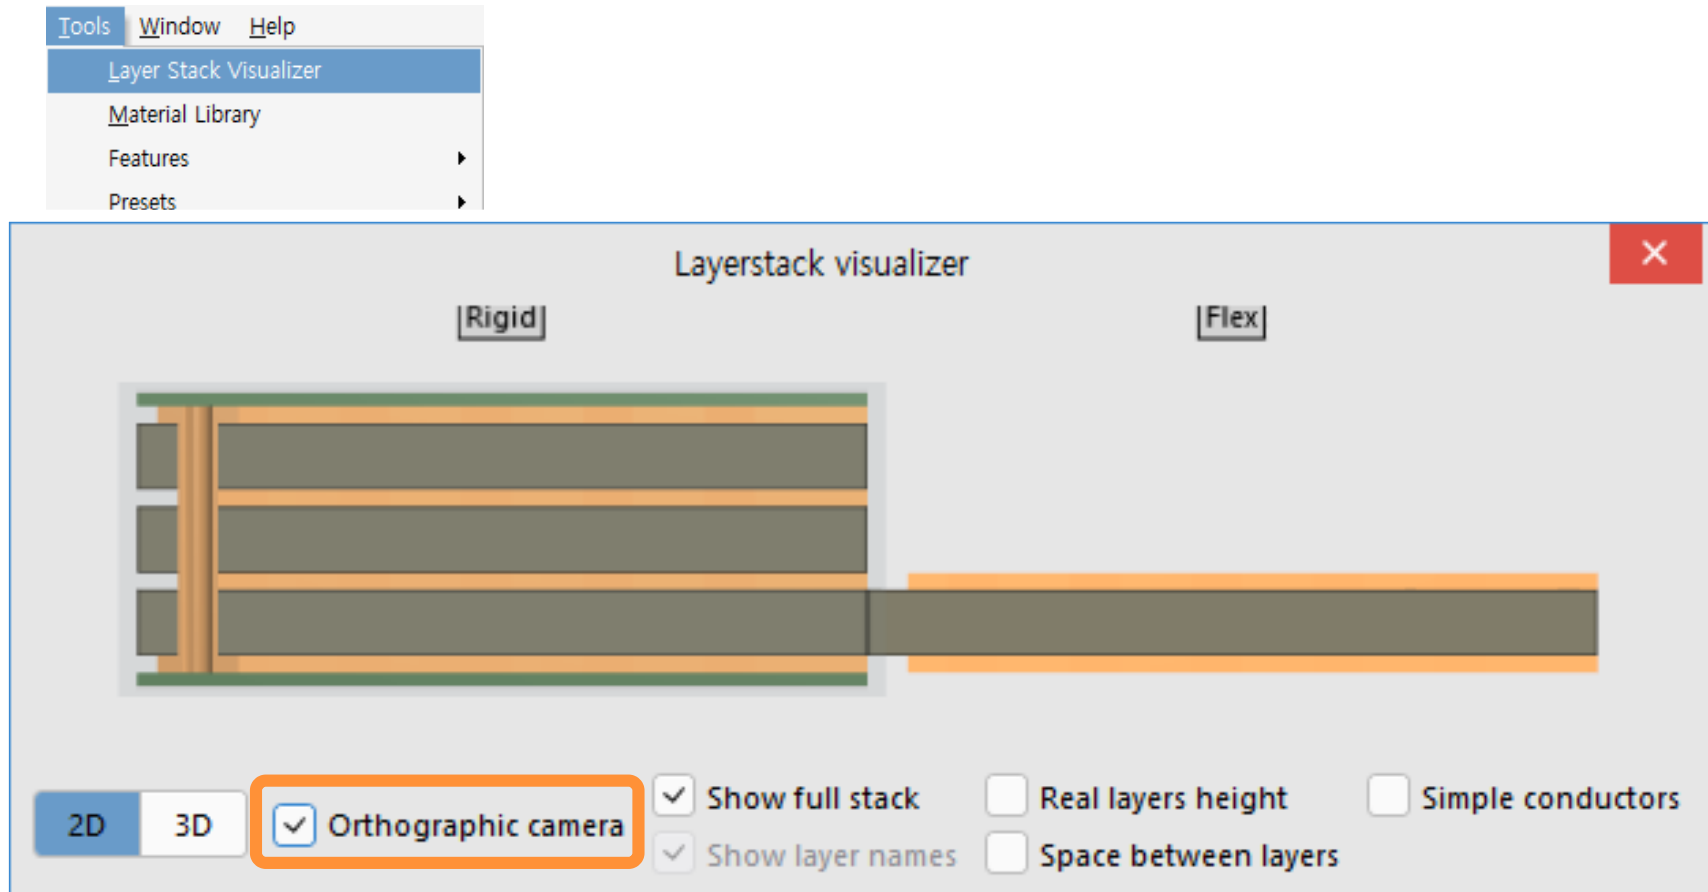 Tools Window Help
Layer Stack Visualizer
Material Library
Features
Presets
Layerstack visualizer
Rigid Flex
2D 3D Orthographic camera
Show full stack Real layers height Simple conductors
Show layer names Space between layers